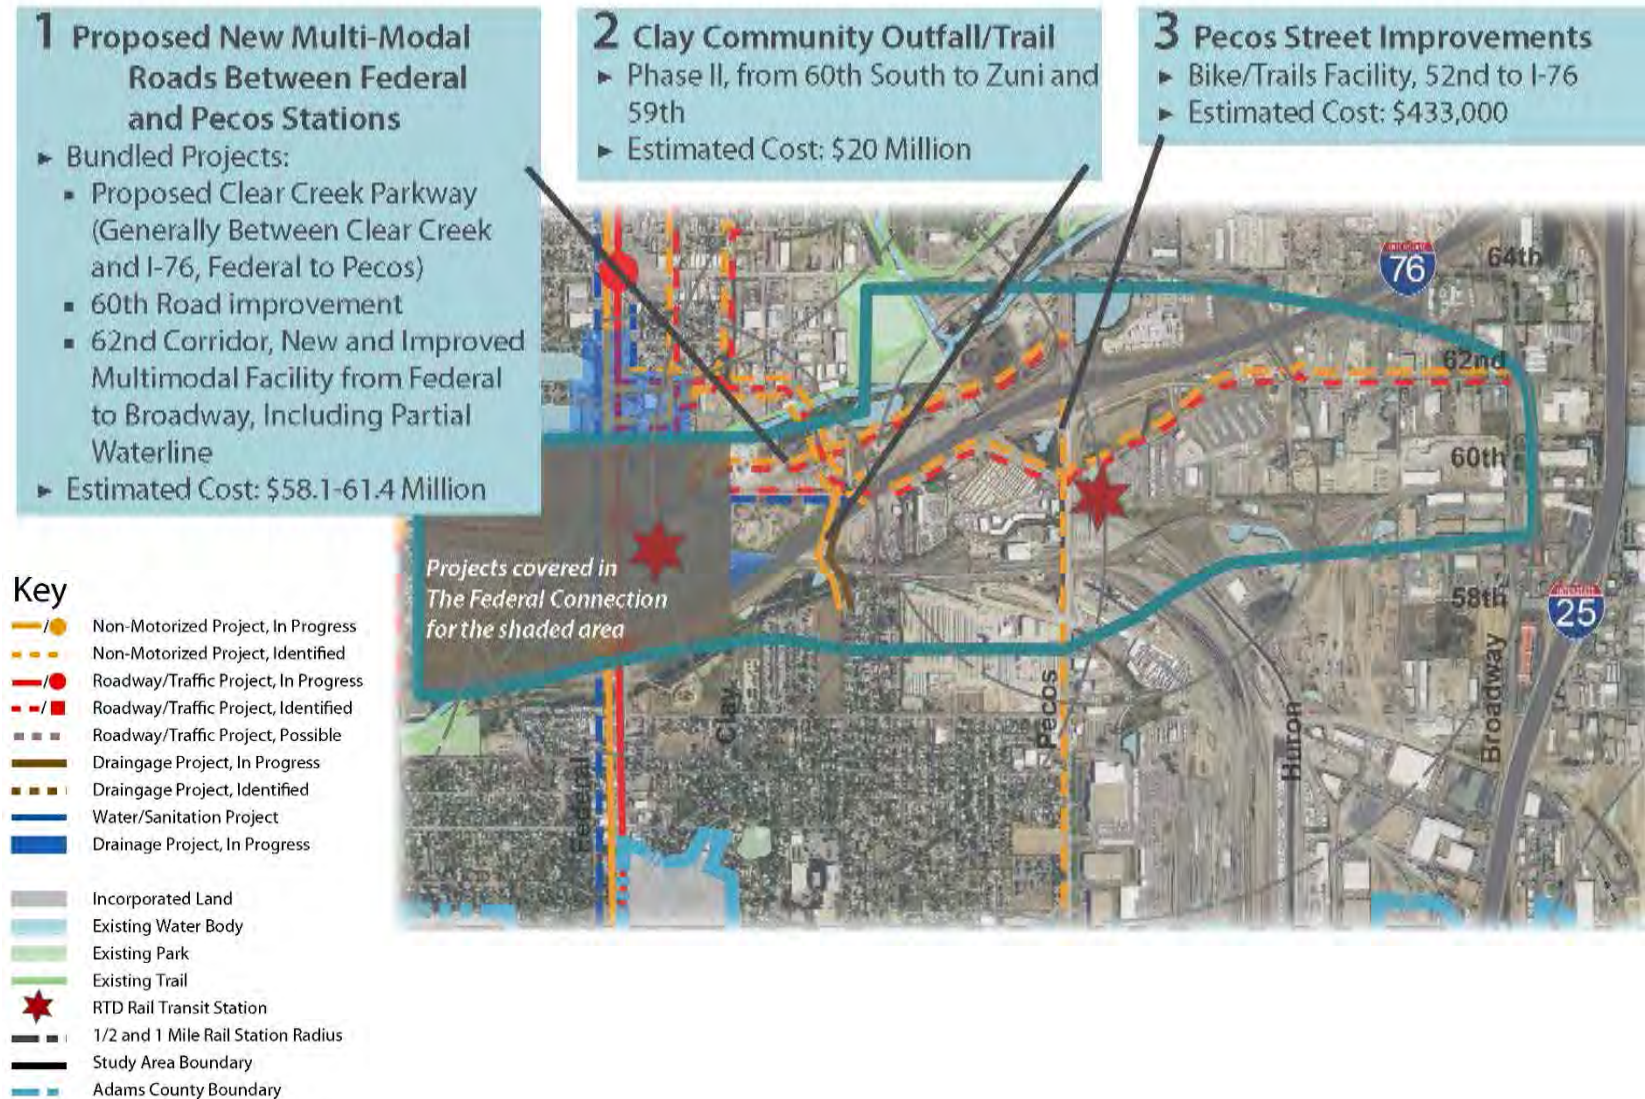 1 Proposed New Multi-Modal
Roads Between Federal
and Pecos Stations
► Bundled Projects:
▪ Proposed Clear Creek Parkway
(Generally Between Clear Creek
and I-76, Federal to Pecos)
▪ 60th Road improvement
▪ 62nd Corridor, New and Improved
Multimodal Facility from Federal
to Broadway, Including Partial
Waterline
► Estimated Cost: $58.1-61.4 Million
2 Clay Community Outfall/Trail
► Phase II, from 60th South to Zuni and
59th
► Estimated Cost: $20 Million
3 Pecos Street Improvements
► Bike/Trails Facility, 52nd to I-76
► Estimated Cost: $433,000
INTERSTATE
76
64th
62nd
60th
58th
INTERSTATE
25
Projects covered in
The Federal Connection
for the shaded area
Federal
Clay
Pecos
Huron
Broadway
Key
Non-Motorized Project, In Progress
Non-Motorized Project, Identified
Roadway/Traffic Project, In Progress
Roadway/Traffic Project, Identified
Roadway/Traffic Project, Possible
Draingage Project, In Progress
Draingage Project, Identified
Water/Sanitation Project
Drainage Project, In Progress
Incorporated Land
Existing Water Body
Existing Park
Existing Trail
RTD Rail Transit Station
1/2 and 1 Mile Rail Station Radius
Study Area Boundary
Adams County Boundary